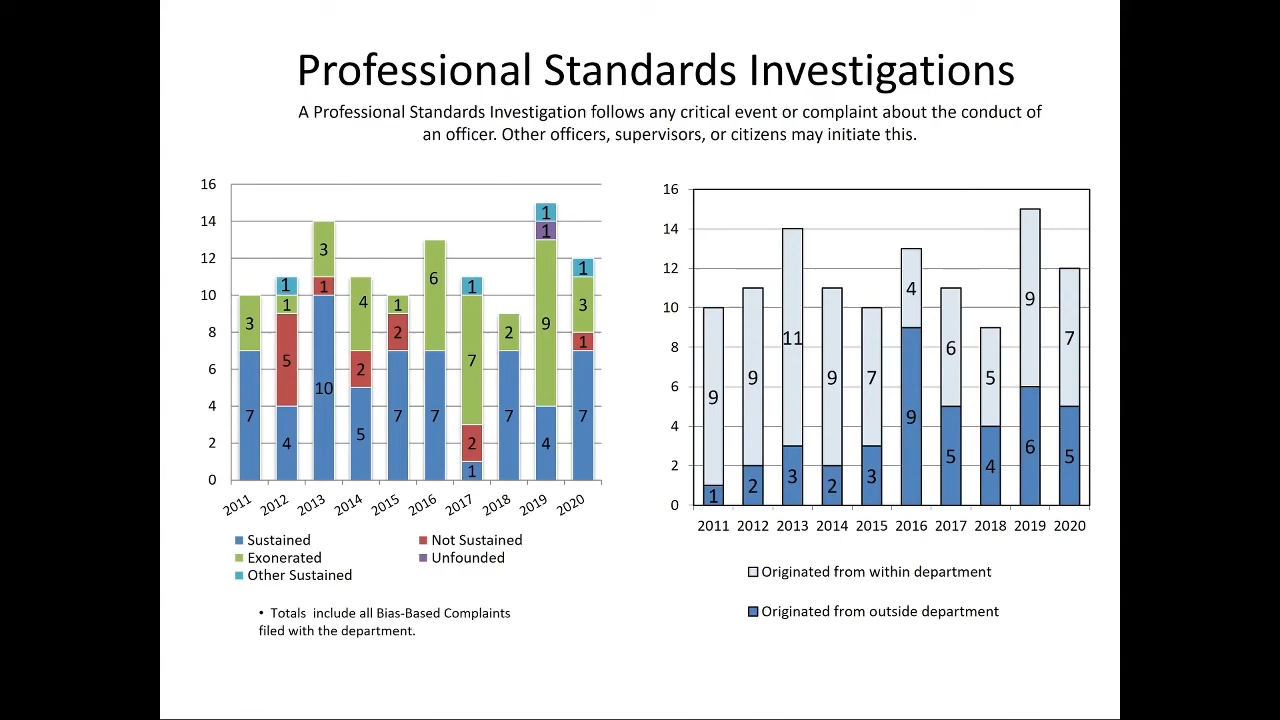 Professional Standards Investigations
A Professional Standards Investigation follows any critical event or complaint about the conduct of
an officer. Other officers, supervisors, or citizens may initiate this.
16
14
12
10
8
6
4
2
0
7 3
4 5 1 1
10 1 3
5 2 4
7 2 1
7 6
1 2 7 1
7 2
4 9 1 1
7 1 3 1
2011 2012 2013 2014 2015 2016 2017 2018 2019 2020
Sustained Not Sustained
Exonerated Unfounded
Other Sustained
• Totals include all Bias-Based Complaints
filed with the department.
16
14
12
10
8
6
4
2
0
1 9
2 9
3 11
2 9
3 7
9 4
5 6
4 5
6 9
5 7
2011 2012 2013 2014 2015 2016 2017 2018 2019 2020
Originated from within department
Originated from outside department